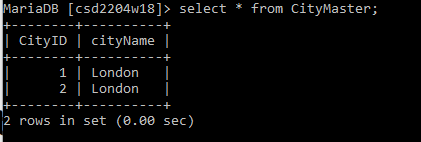 MariaDB [csd2204w18]> select * from CityMaster;
+--------+----------+
| CityID | cityName |
+--------+----------+
|      1 | London   |
|      2 | London   |
+--------+----------+
2 rows in set (0.00 sec)